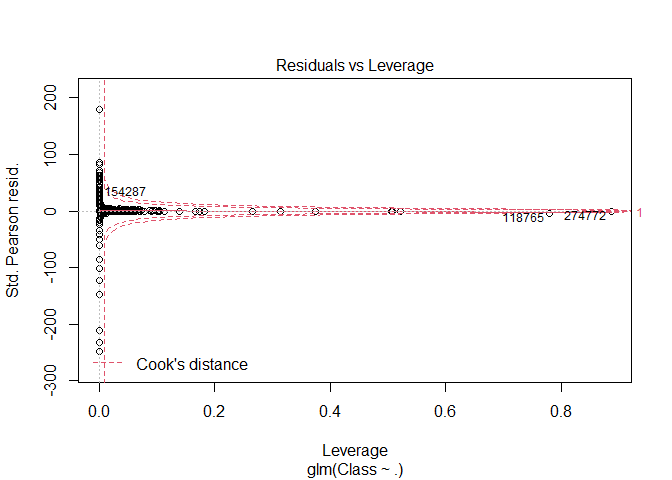 Residuals vs Leverage
Std. Pearson resid.
200
100
0
-100
-200
-300
154287
118765
274772
1
Cook's distance
0.0 0.2 0.4 0.6 0.8
Leverage
glm(Class ~ .)